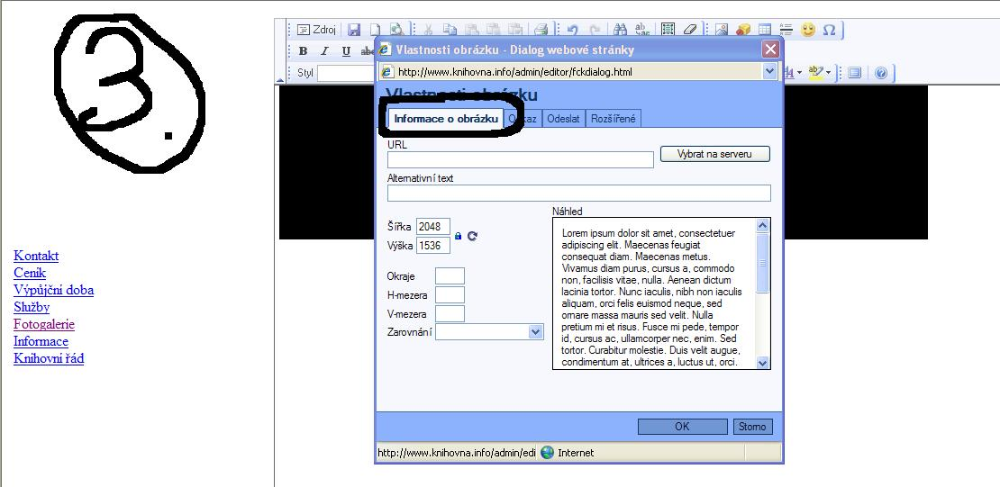 3.
Zdroj
B I U abc
Styl
Vlastnosti obrázku - Dialog webové stránky
http://www.knihovna.info/admin/editor/fckdialog.html
Vlastnosti obrázku
Informace o obrázku Odeslat Rozšířené
URL
Vybrat na serveru
Alternativní text
Šířka 2048
Výška 1536
Okraje
H-mezera
V-mezera
Zarovnání
Náhled
Lorem ipsum dolor sit amet, consectetuer
adipiscing elit. Maecenas feugiat
consequat diam. Maecenas metus.
Vivamus diam purus, cursus a, commodo
non, facilisis vitae, nulla. Aenean dictum
lacinia tortor. Nunc iaculis, nibh non iaculis
aliquam, orci felis euismod neque, sed
ornare massa mauris sed velit. Nulla
pretium mi et risus. Fusce mi pede, tempor
id, cursus ac, ullamcorper nec, enim. Sed
tortor. Curabitur molestie. Duis velit augue,
condimentum at, ultrices a, luctus ut, orci.
OK Storno
http://www.knihovna.info/admin/edi Internet
Kontakt
Ceník
Výpůjční doba
Služby
Fotogalerie
Informace
Knihovní řád